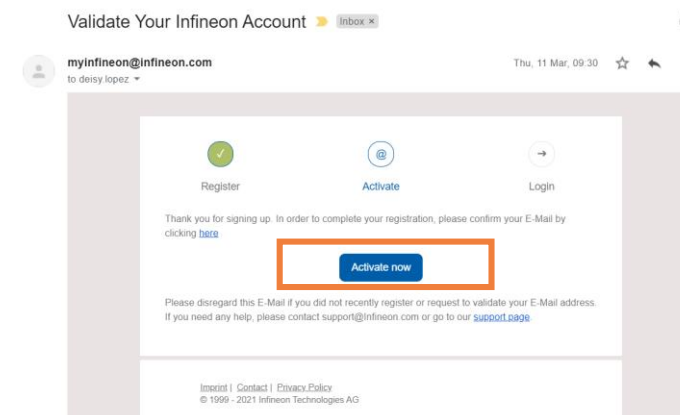 Validate Your Infineon Account
Inbox ×
myinfineon@infineon.com
Thu, 11 Mar, 09:30
to deisy.lopez
✓
@
→
Register
Activate
Login
Thank you for signing up. In order to complete your registration, please confirm your E-Mail by
clicking here
Activate now
Please disregard this E-Mail if you did not recently register or request to validate your E-Mail address.
If you need any help, please contact support@Infineon.com or go to our support page.
Imprint | Contact | Privacy Policy
© 1999 - 2021 Infineon Technologies AG